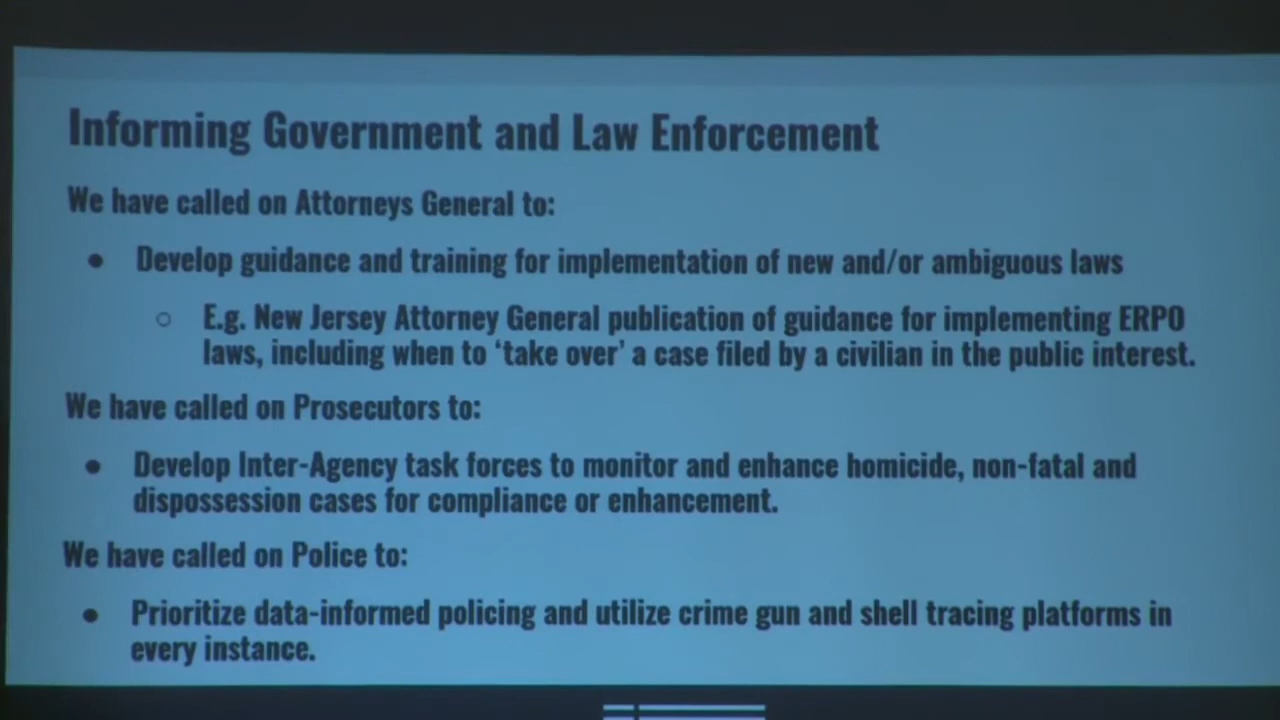 Informing Government and Law Enforcement
We have called on Attorneys General to:
● Develop guidance and training for implementation of new and/or ambiguous laws
○ E.g. New Jersey Attorney General publication of guidance for implementing ERPO
laws, including when to ‘take over’ a case filed by a civilian in the public interest.
We have called on Prosecutors to:
● Develop Inter-Agency task forces to monitor and enhance homicide, non-fatal and
dispossession cases for compliance or enhancement.
We have called on Police to:
● Prioritize data-informed policing and utilize crime gun and shell tracing platforms in
every instance.